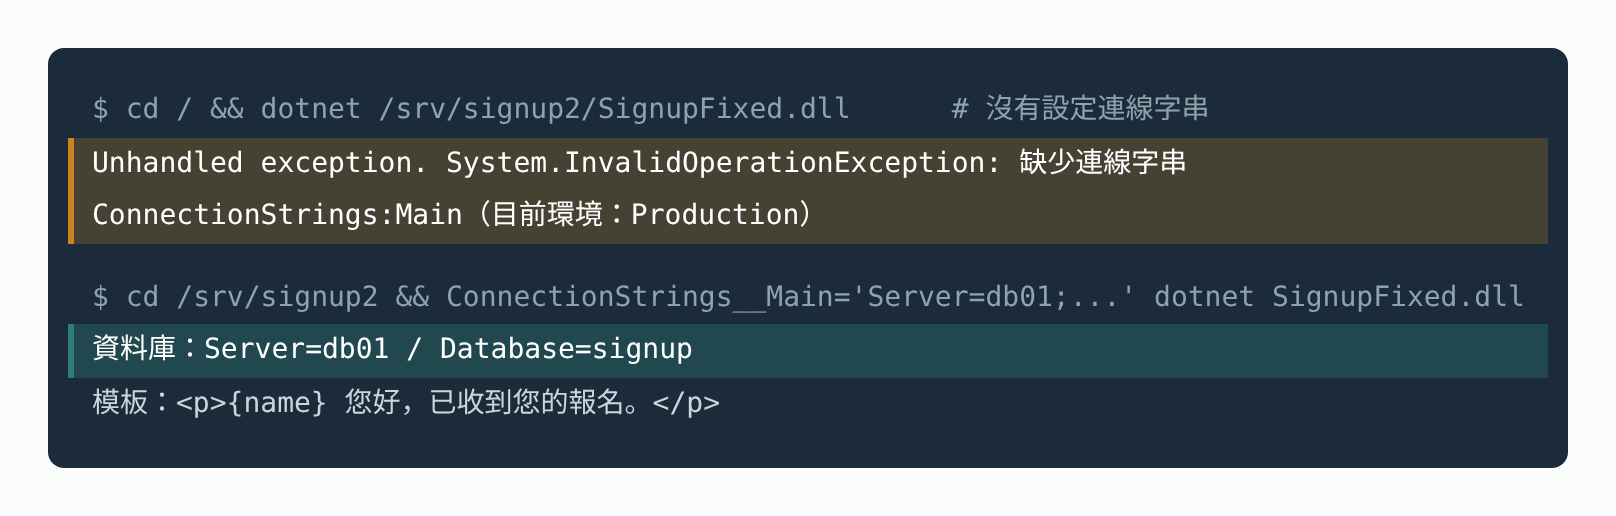 $ cd / && dotnet /srv/signup2/SignupFixed.dll      # 沒有設定連線字串
Unhandled exception. System.InvalidOperationException: 缺少連線字串
ConnectionStrings:Main（目前環境：Production）
$ cd /srv/signup2 && ConnectionStrings__Main='Server=db01;...' dotnet SignupFixed.dll
資料庫：Server=db01 / Database=signup
模板：<p>{name} 您好，已收到您的報名。</p>